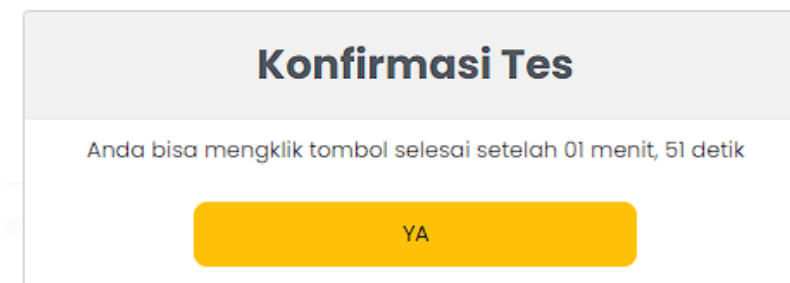 Konfirmasi Tes
Anda bisa mengklik tombol selesai setelah 01 menit, 51 detik
YA